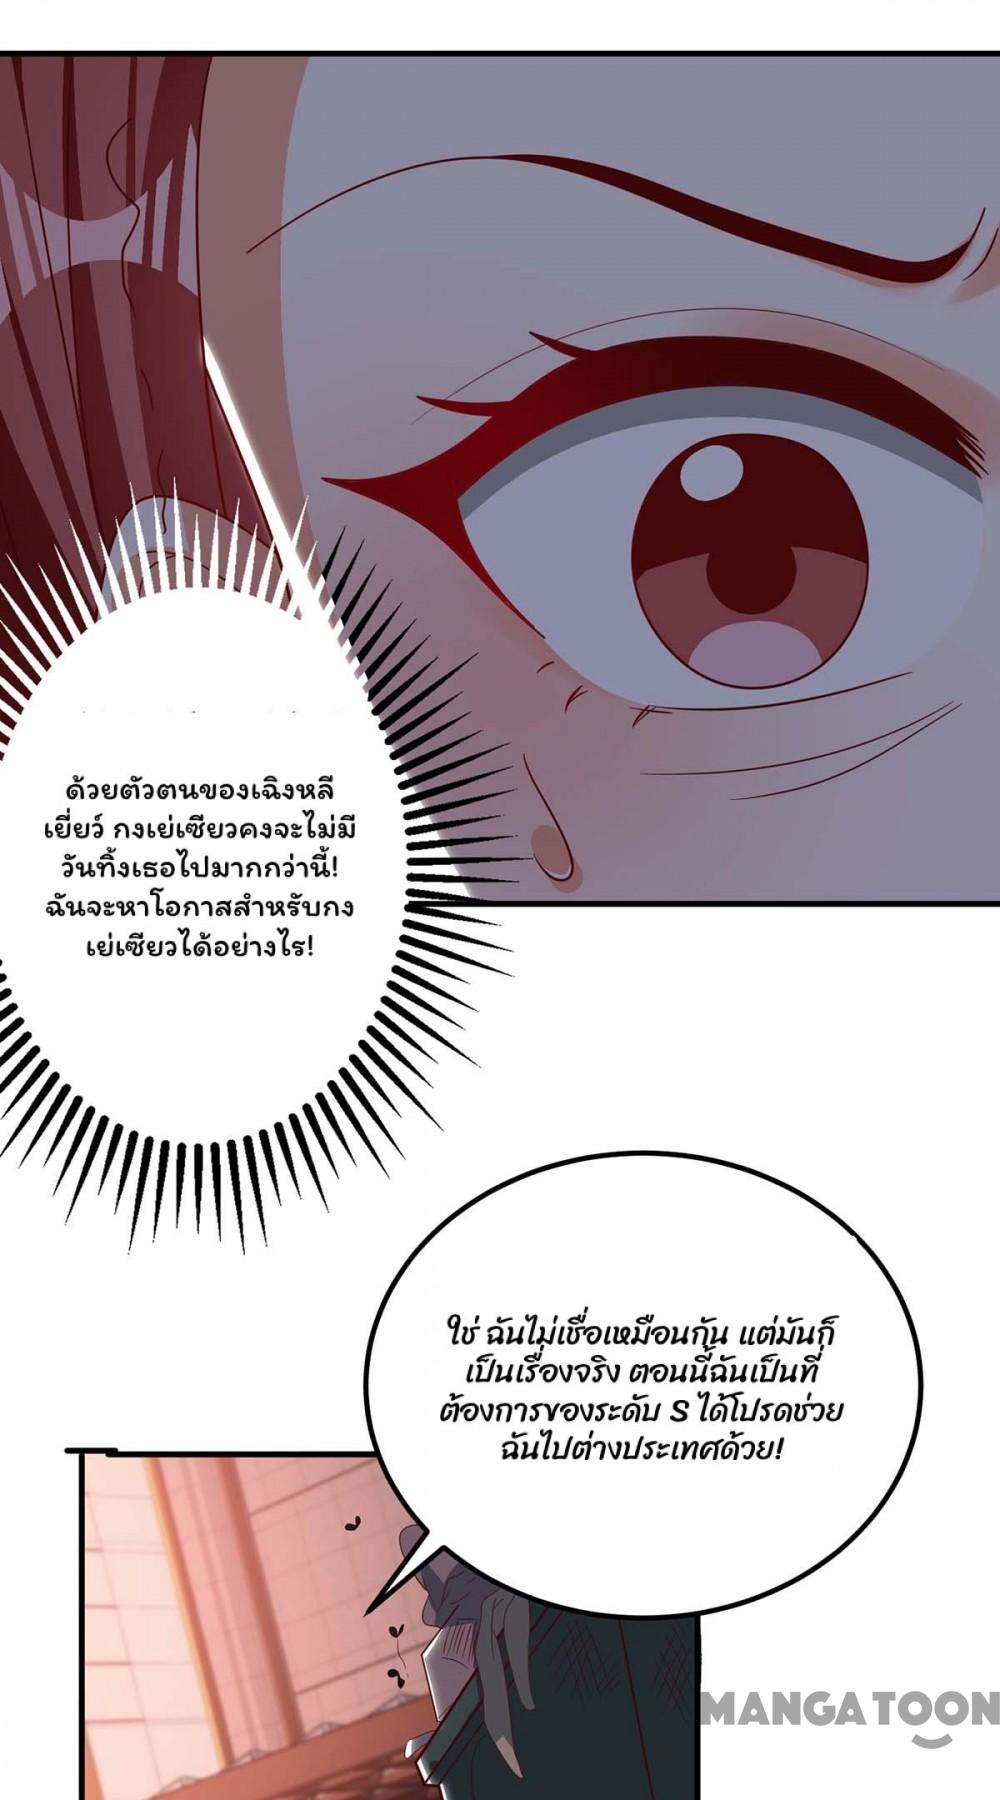 ด้วยตัวตนของเฉิงหลี
เยี่ยว์ กงเย่เซียวคงจะไม่มี
วันทิ้งเธอไปมากกว่านี้!
ฉันจะหาโอกาสสำหรับกง
เย่เซียวได้อย่างไร!
ใช่ ฉันไม่เชื่อเหมือนกัน แต่มันก็
เป็นเรื่องจริง ตอนนี้ฉันเป็นที่
ต้องการของระดับ S ได้โปรดช่วย
ฉันไปต่างประเทศด้วย!
MANGATOON